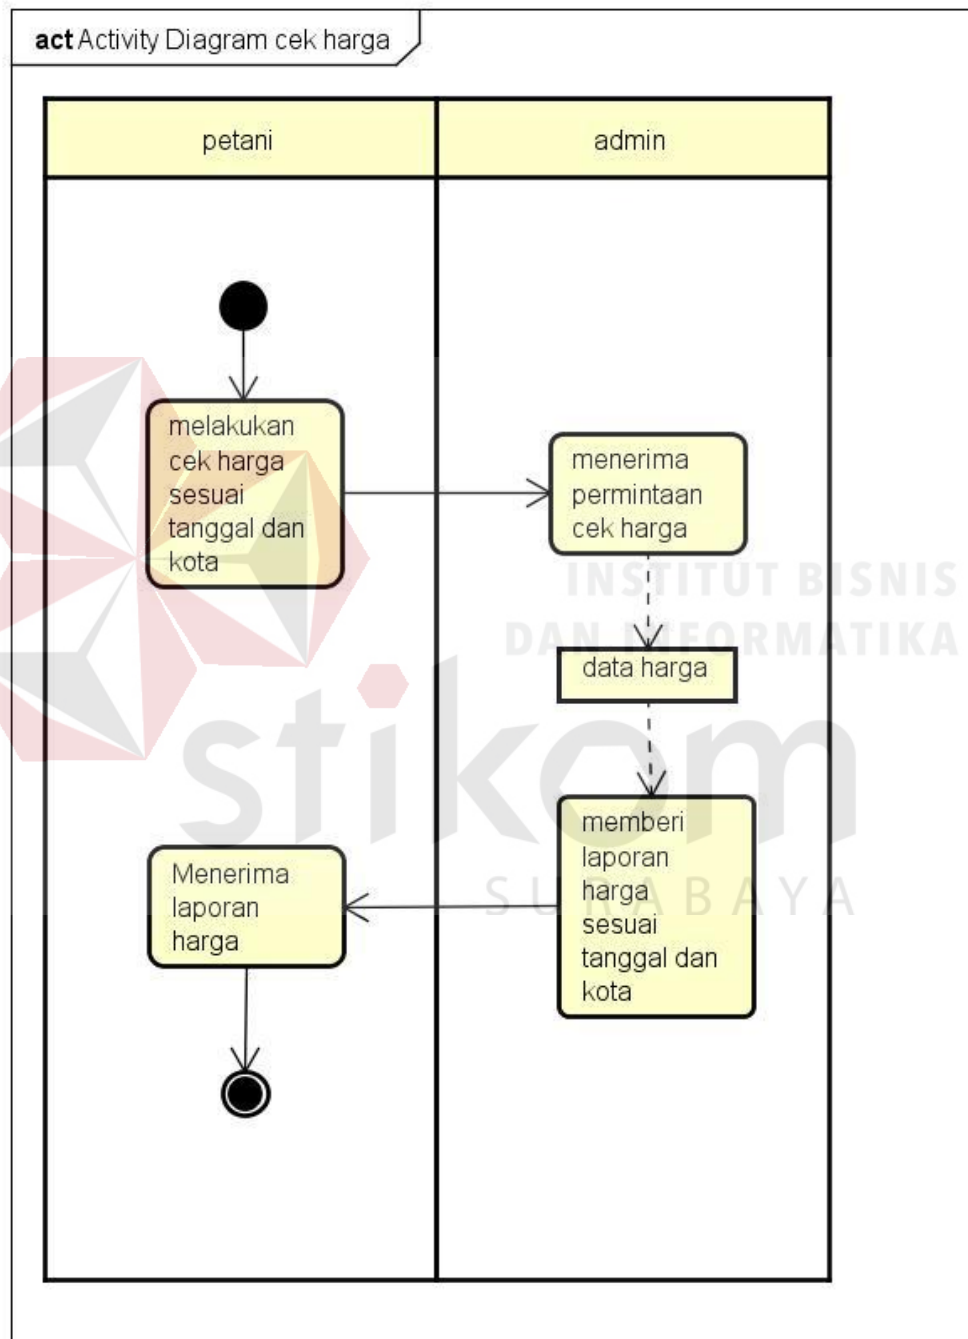 act Activity Diagram cek harga
petani
admin
melakukan
cek harga
sesuai
tanggal dan
kota
menerima
permintaan
cek harga
INSTITUT BISNIS
DAN INFORMATIKA
data harga
stikom
memberi
laporan
harga
sesuai
tanggal dan
kota
Menerima
laporan
harga
SURABAYA